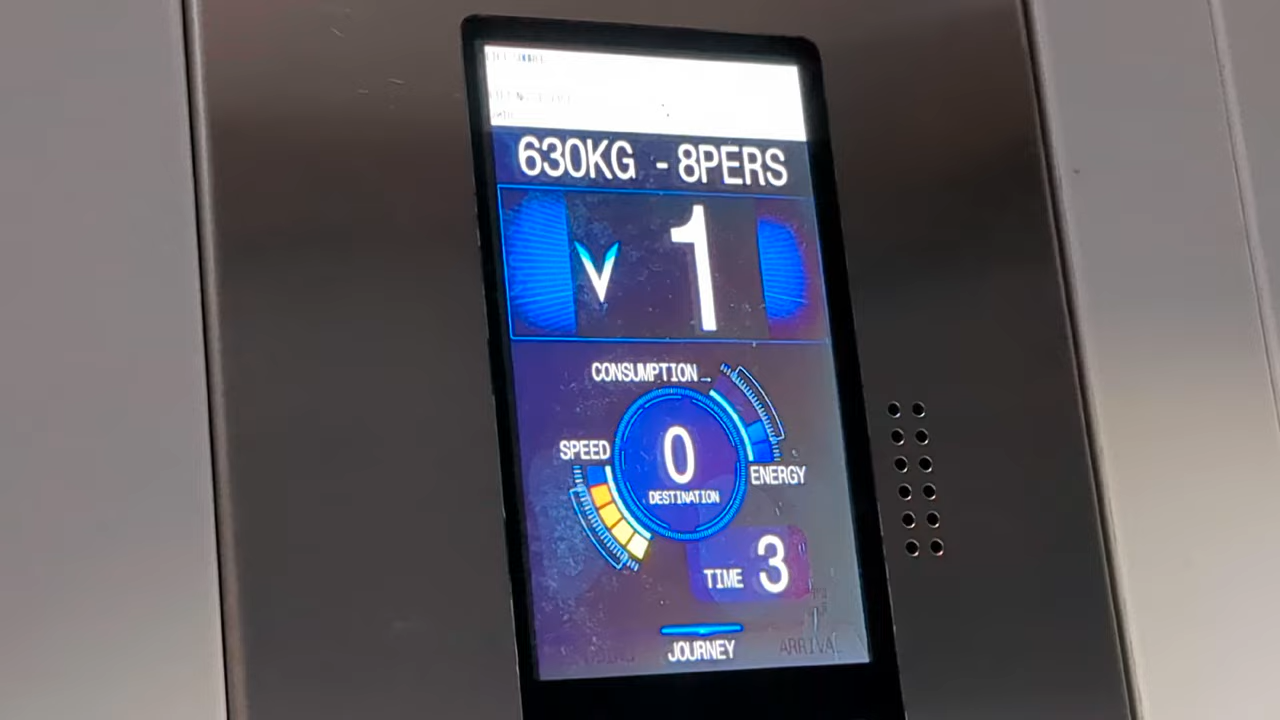 630KG - 8PERS
1
CONSUMPTION
SPEED
0
DESTINATION
ENERGY
TIME 3
JOURNEY
ARRIVAL